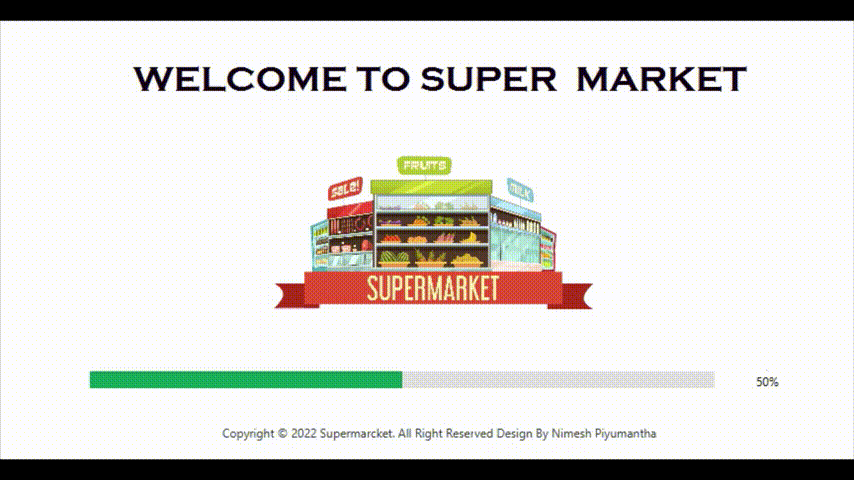 WELCOME TO SUPER MARKET
FRUITS
SALE!
MILK
SUPERMARKET
50%
Copyright © 2022 Supermarcket. All Right Reserved Design By Nimesh Piyumantha